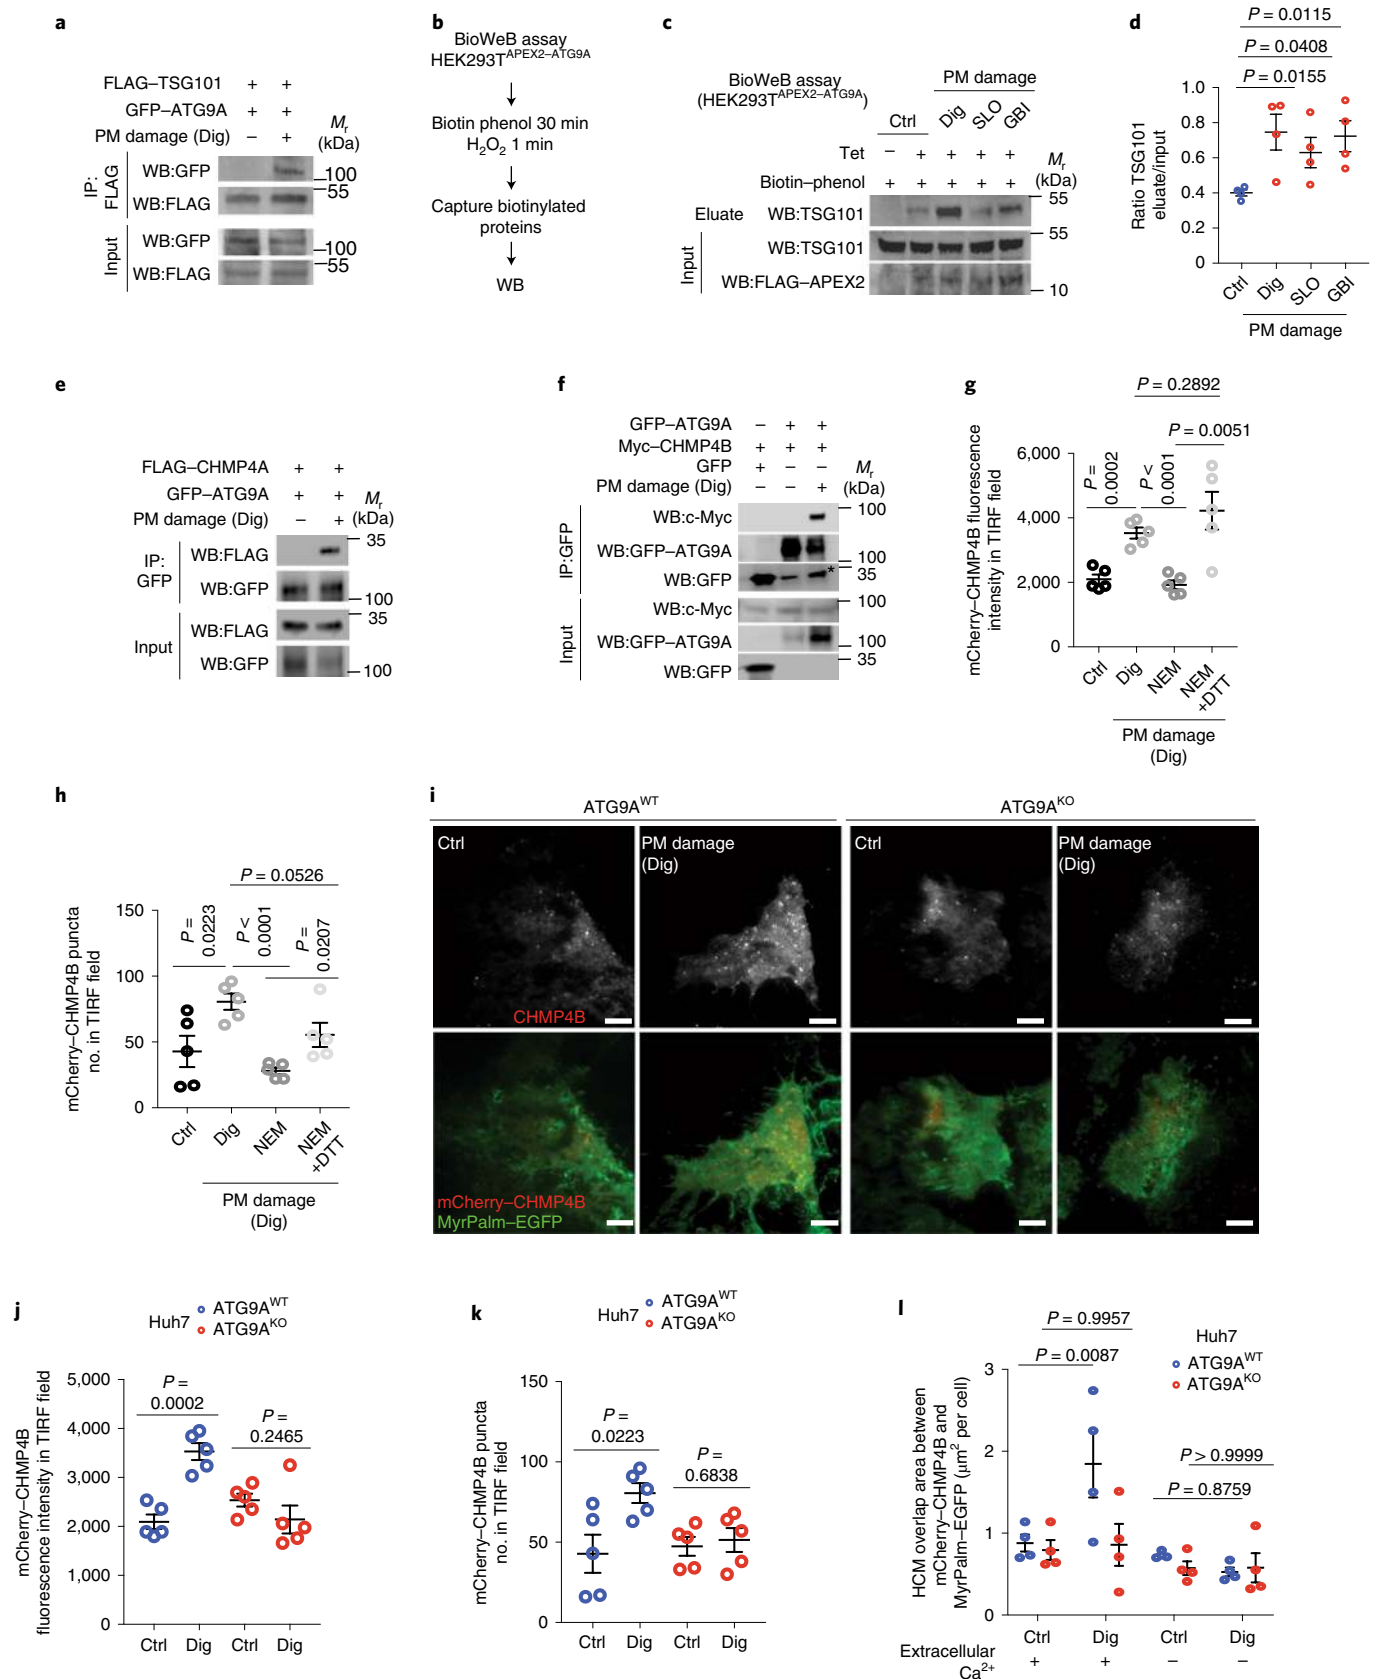 a
FLAG–TSG101 + +
GFP–ATG9A + +
PM damage (Dig) – +
Mr
(kDa)
IP:
FLAG
WB:GFP
100
55
WB:FLAG
Input
WB:GFP
100
55
WB:FLAG
b
BioWeB assay
HEK293T^APEX2–ATG9A
Biotin phenol 30 min
H2O2 1 min
Capture biotinylated
proteins
WB
c
BioWeB assay
(HEK293T^APEX2–ATG9A)
PM damage
Ctrl
Dig
SLO
GBI
Tet – + + + +
Biotin–phenol + + + + +
Mr
(kDa)
Eluate WB:TSG101
55
Input
WB:TSG101
55
WB:FLAG–APEX2
10
d
P = 0.0115
P = 0.0408
P = 0.0155
Ratio TSG101
eluate/input
1.0
0.8
0.6
0.4
0.2
0
Ctrl
Dig
SLO
GBI
PM damage
e
FLAG–CHMP4A + +
GFP–ATG9A + +
PM damage (Dig) – +
Mr
(kDa)
IP:
GFP
WB:FLAG
35
WB:GFP
100
Input
WB:FLAG
35
WB:GFP
100
f
GFP–ATG9A – + +
Myc–CHMP4B + + +
GFP + – –
PM damage (Dig) – – +
Mr
(kDa)
IP:GFP
WB:c-Myc
100
WB:GFP–ATG9A
100
WB:GFP
* 35
Input
WB:c-Myc
100
WB:GFP–ATG9A
100
WB:GFP
35
g
P = 0.2892
P = 0.0051
P =
0.0002
P <
0.0001
mCherry–CHMP4B fluorescence
intensity in TIRF field
6,000
4,000
2,000
0
Ctrl
Dig
NEM
NEM
+DTT
PM damage
(Dig)
h
P = 0.0526
P =
0.0223
P <
0.0001
P =
0.0207
mCherry–CHMP4B puncta
no. in TIRF field
150
100
50
0
Ctrl
Dig
NEM
NEM
+DTT
PM damage
(Dig)
i
ATG9A^WT
ATG9A^KO
Ctrl
PM damage
(Dig)
Ctrl
PM damage
(Dig)
CHMP4B
mCherry–CHMP4B
MyrPalm–EGFP
j
Huh7
ATG9A^WT
ATG9A^KO
P =
0.0002
P =
0.2465
mCherry–CHMP4B
fluorescence intensity in TIRF field
5,000
4,000
3,000
2,000
1,000
0
Ctrl Dig Ctrl Dig
k
Huh7
ATG9A^WT
ATG9A^KO
P =
0.0223
P =
0.6838
mCherry–CHMP4B puncta
no. in TIRF field
150
100
50
0
Ctrl Dig Ctrl Dig
l
P = 0.9957
P = 0.0087
Huh7
ATG9A^WT
ATG9A^KO
P > 0.9999
P = 0.8759
HCM overlap area between
mCherry–CHMP4B and
MyrPalm–EGFP (μm² per cell)
3
2
1
0
Ctrl Dig Ctrl Dig
Extracellular
Ca²⁺ + + – –